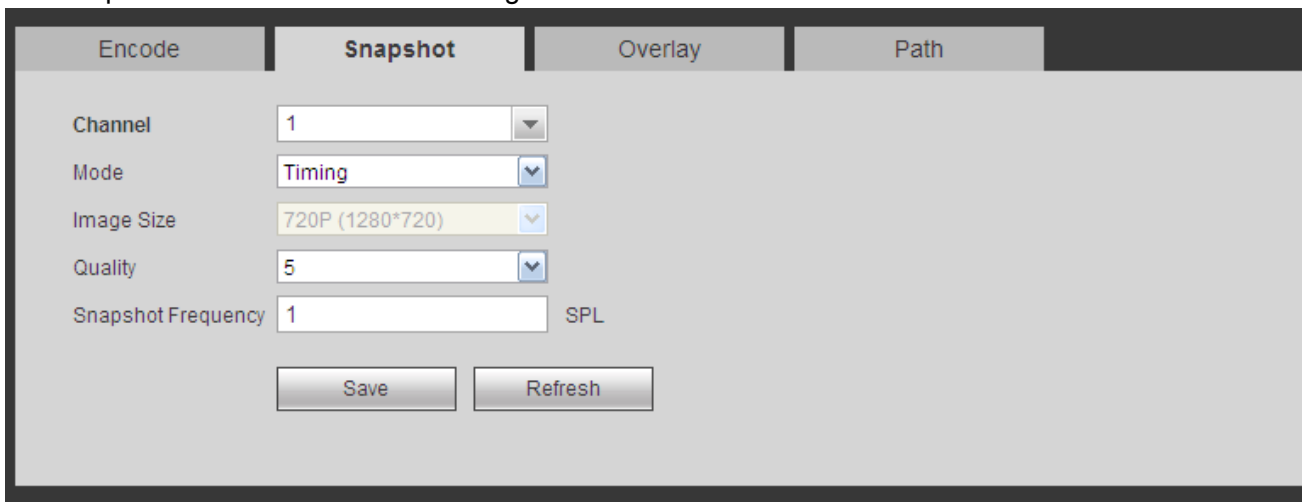 Encode Snapshot Overlay Path
Channel 1
Mode Timing
Image Size 720P (1280*720)
Quality 5
Snapshot Frequency 1 SPL
Save Refresh